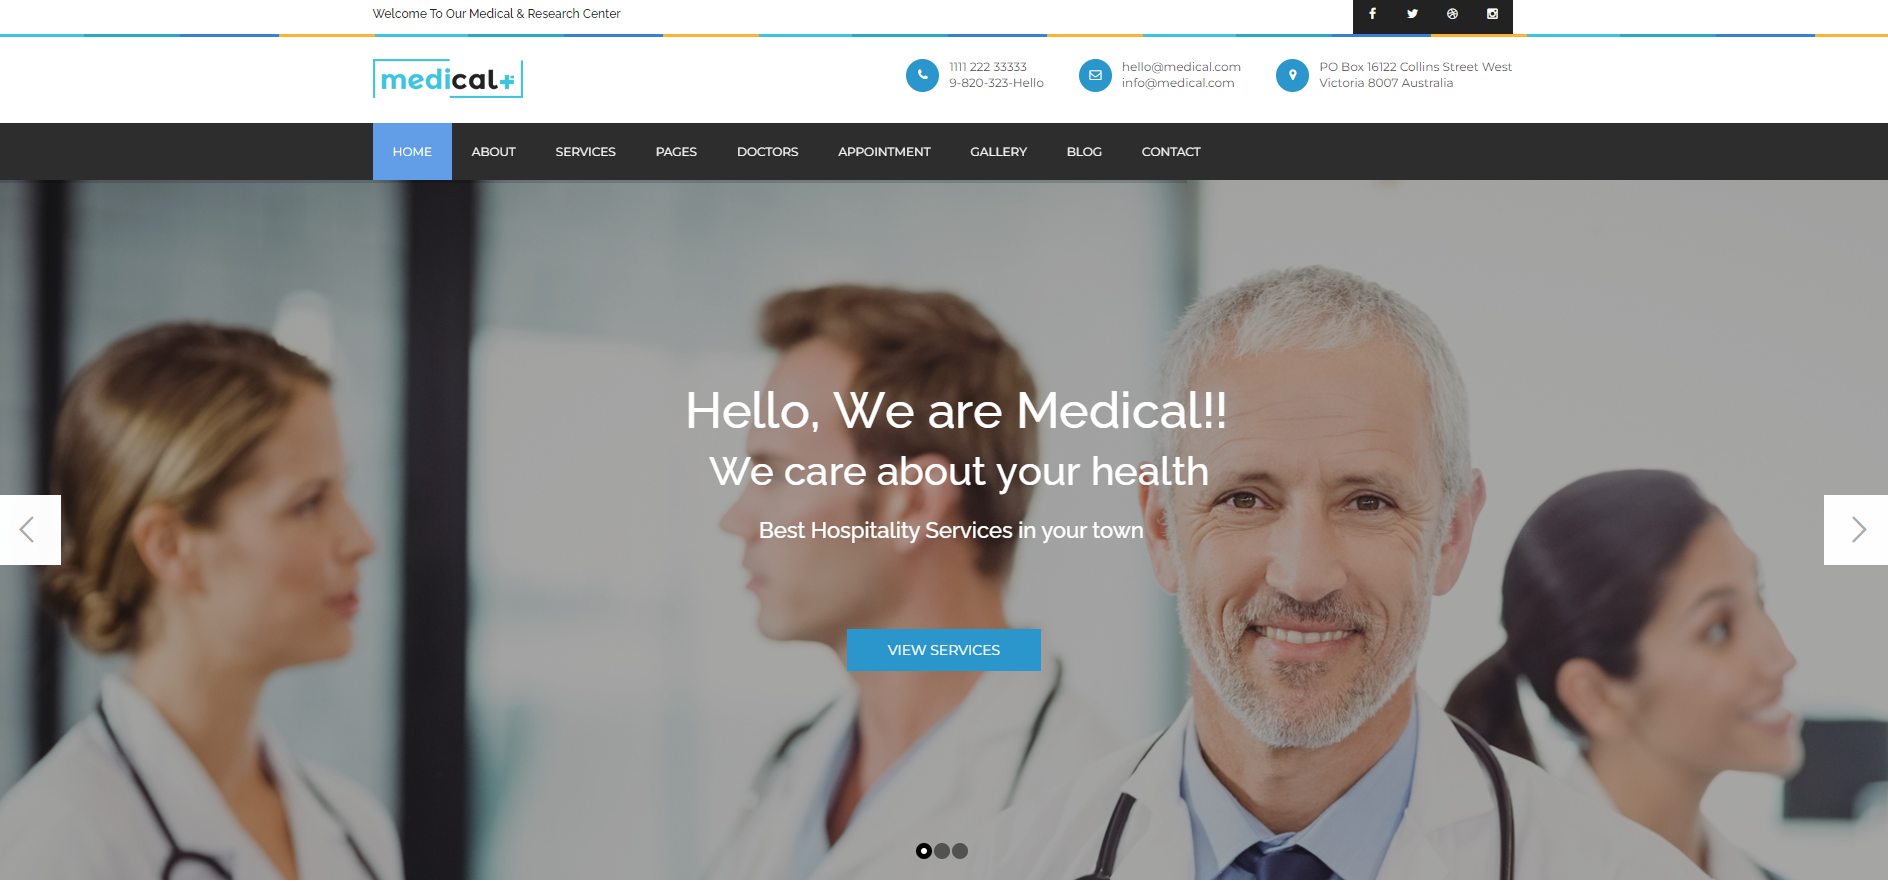 Welcome To Our Medical & Research Center
medical+
1111 222 33333
9-820-323-Hello
hello@medical.com
info@medical.com
PO Box 16122 Collins Street West
Victoria 8007 Australia
HOME ABOUT SERVICES PAGES DOCTORS APPOINTMENT GALLERY BLOG CONTACT
Hello, We are Medical!!
We care about your health
Best Hospitality Services in your town
VIEW SERVICES